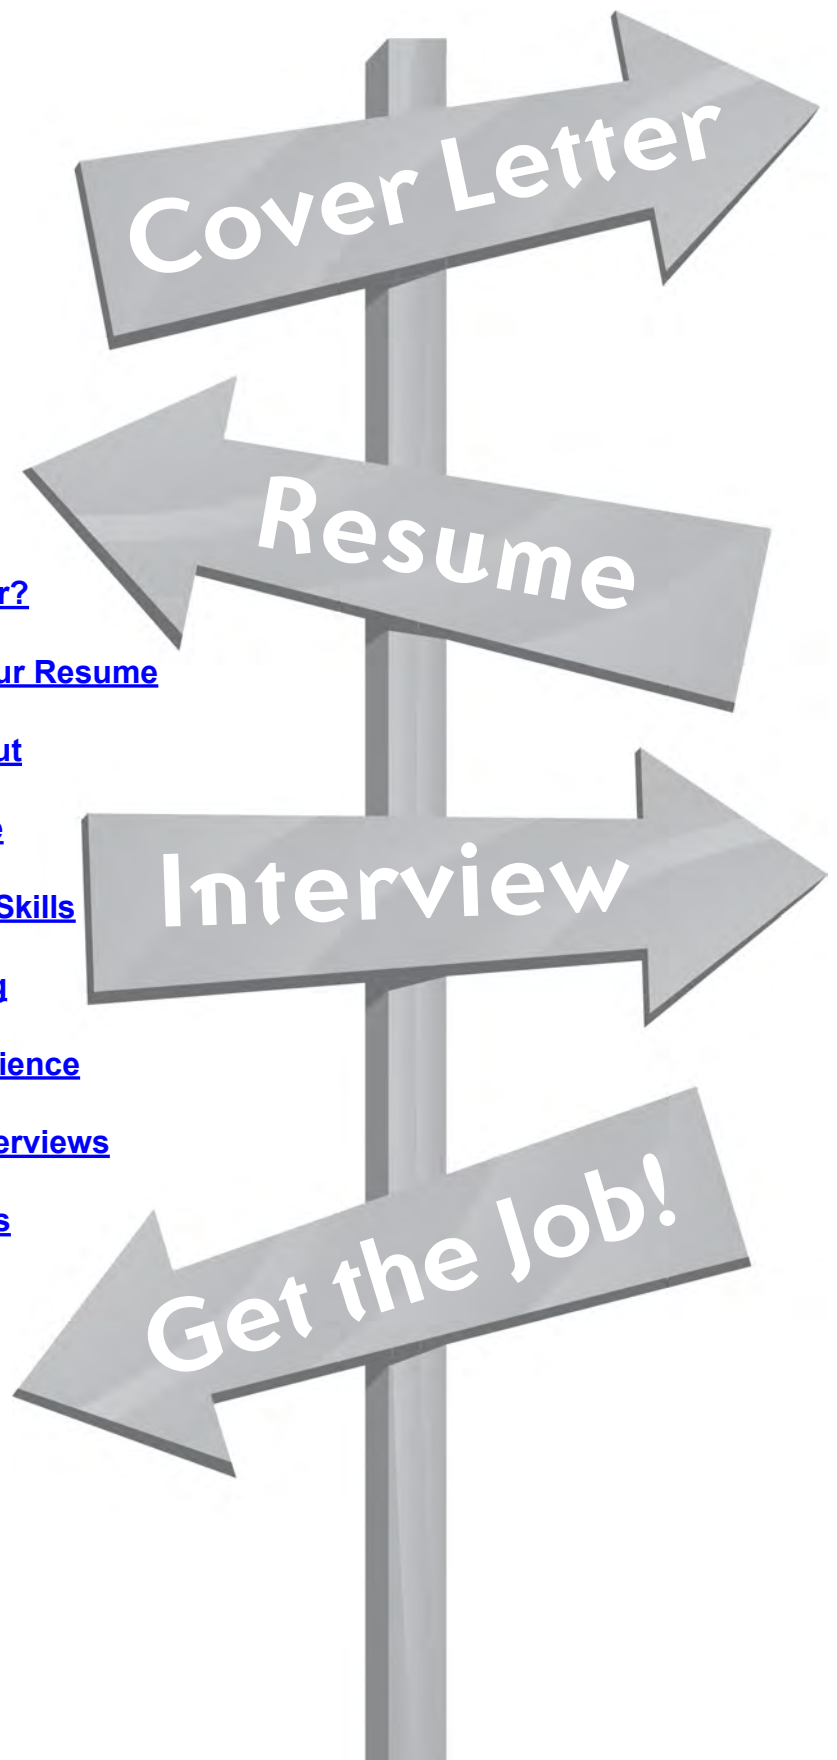 Cover Letter
Resume
r?
ur Resume
ut
e
Interview
Skills
g
ience
erviews
s
Get the Job!